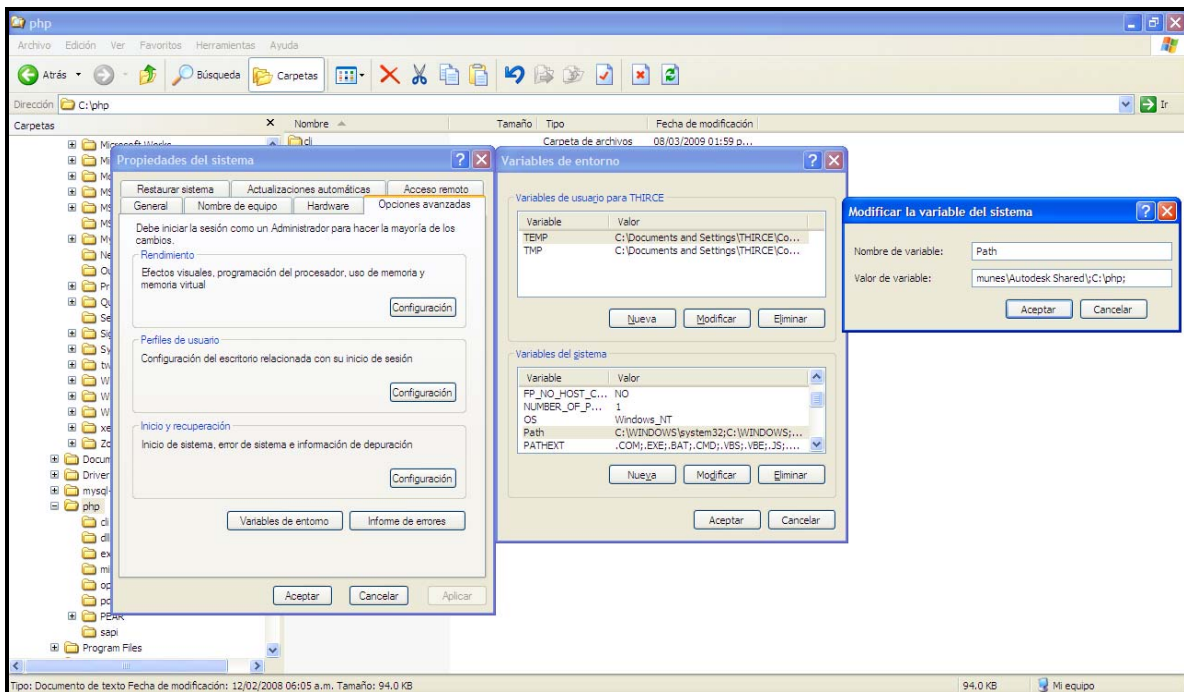 php
Archivo Edición Ver Favoritos Herramientas Ayuda
Atrás Búsqueda Carpetas
Dirección C:\php Ir
Carpetas Nombre Tamaño Tipo Fecha de modificación
Carpeta de archivos 08/03/2009 01:59 p...
php
PEAR
sapi
Program Files
Propiedades del sistema
Restaurar sistema Actualizaciones automáticas Acceso remoto
General Nombre de equipo Hardware Opciones avanzadas
Debe iniciar la sesión como un Administrador para hacer la mayoría de los
cambios.
Rendimiento
Efectos visuales, programación del procesador, uso de memoria y
memoria virtual
Configuración
Perfiles de usuario
Configuración del escritorio relacionada con su inicio de sesión
Configuración
Inicio y recuperación
Inicio de sistema, error de sistema e información de depuración
Configuración
Variables de entorno Informe de errores
Aceptar Cancelar Aplicar
Variables de entorno
Variables de usuario para THIRCE
Variable Valor
TEMP C:\Documents and Settings\THIRCE\Co...
TMP C:\Documents and Settings\THIRCE\Co...
Nueva Modificar Eliminar
Variables del sistema
Variable Valor
FP_NO_HOST_C... NO
NUMBER_OF_P... 1
OS Windows_NT
Path C:\WINDOWS\system32;C:\WINDOWS;...
PATHEXT .COM;.EXE;.BAT;.CMD;.VBS;.VBE;.JS;....
Nueva Modificar Eliminar
Aceptar Cancelar
Modificar la variable del sistema
Nombre de variable: Path
Valor de variable: munes\Autodesk Shared\;C:\php;
Aceptar Cancelar
Tipo: Documento de texto Fecha de modificación: 12/02/2008 06:05 a.m. Tamaño: 94.0 KB 94.0 KB Mi equipo